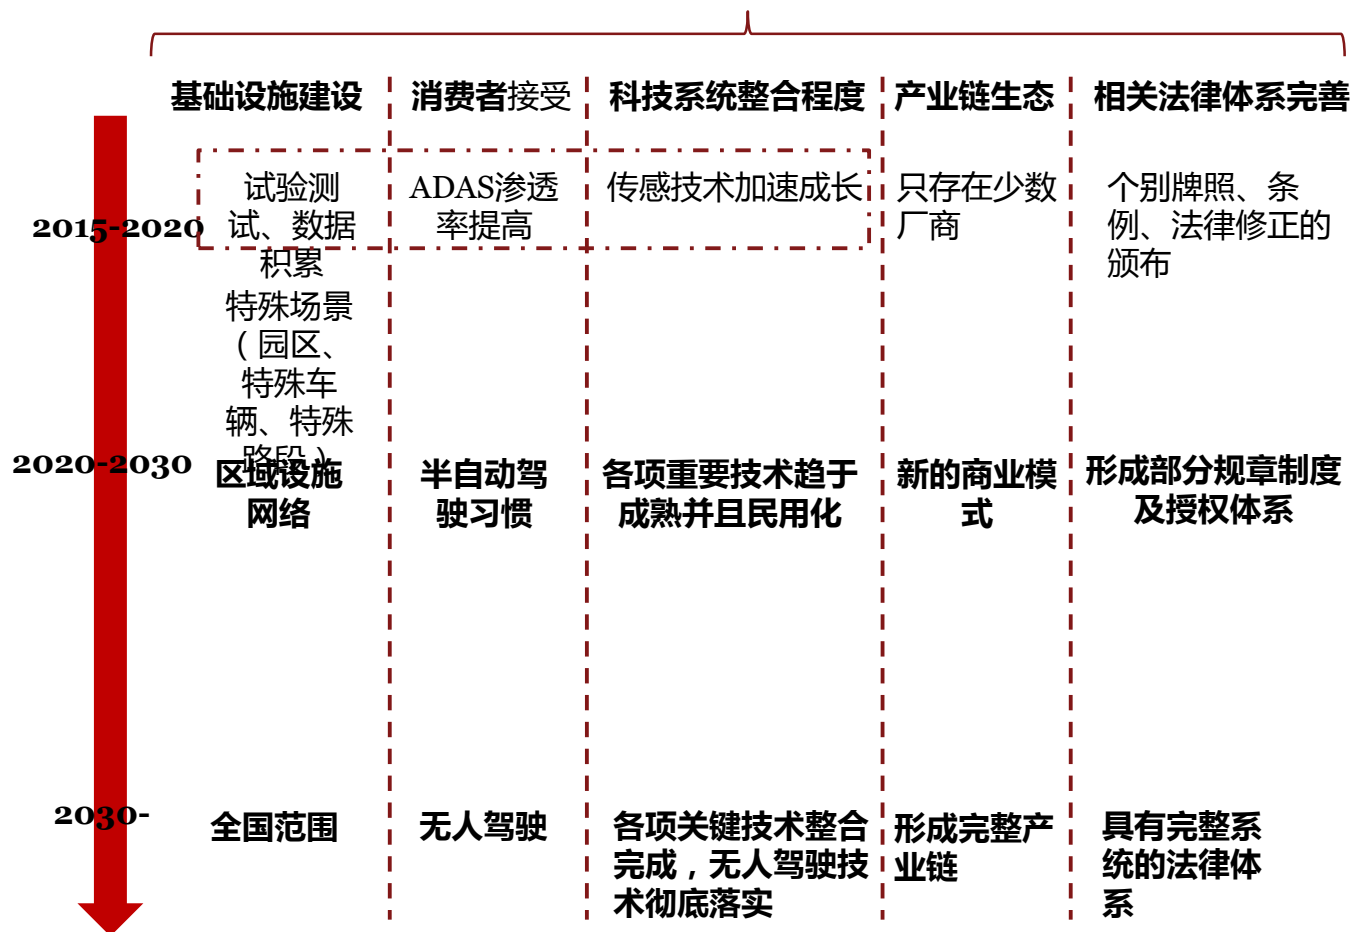 基础设施建设
消费者接受
科技系统整合程度
产业链生态
相关法律体系完善
2015-2020
试验测
试、数据
积累
ADAS渗透
率提高
传感技术加速成长
只存在少数
厂商
个别牌照、条
例、法律修正的
颁布
特殊场景
（园区、
特殊车
辆、特殊
路段）
2020-2030
区域设施
网络
半自动驾
驶习惯
各项重要技术趋于
成熟并且民用化
新的商业模
式
形成部分规章制度
及授权体系
2030-
全国范围
无人驾驶
各项关键技术整合
完成，无人驾驶技
术彻底落实
形成完整产
业链
具有完整系
统的法律体
系